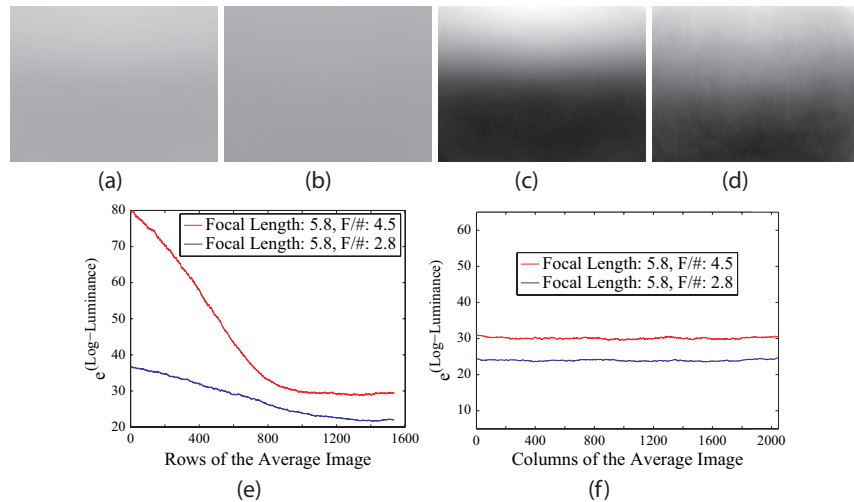 (a)
(b)
(c)
(d)
80
70
60
50
40
30
20
e^(Log-Luminance)
Focal Length: 5.8, F/#: 4.5
Focal Length: 5.8, F/#: 2.8
0
400
800
1200
1600
Rows of the Average Image
(e)
60
50
40
30
20
10
e^(Log-Luminance)
Focal Length: 5.8, F/#: 4.5
Focal Length: 5.8, F/#: 2.8
0
400
800
1200
1600
2000
Columns of the Average Image
(f)